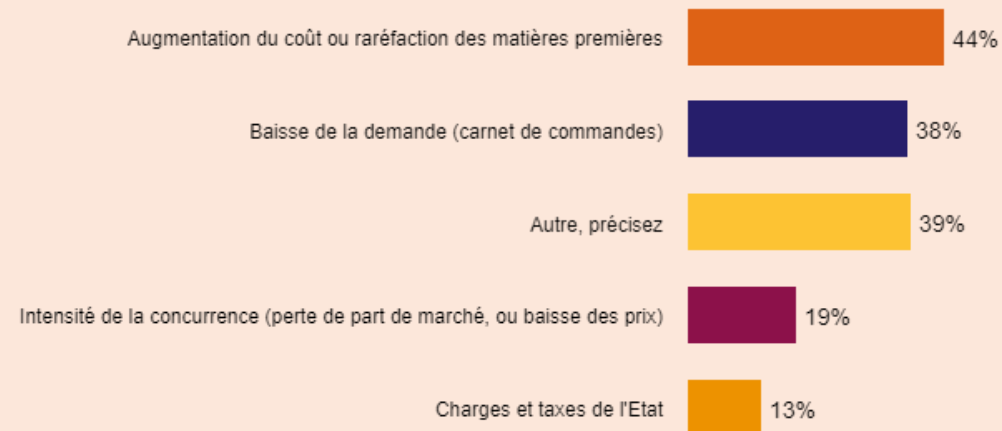 Augmentation du coût ou raréfaction des matières premières 44%
Baisse de la demande (carnet de commandes) 38%
Autre, précisez 39%
Intensité de la concurrence (perte de part de marché, ou baisse des prix) 19%
Charges et taxes de l'Etat 13%